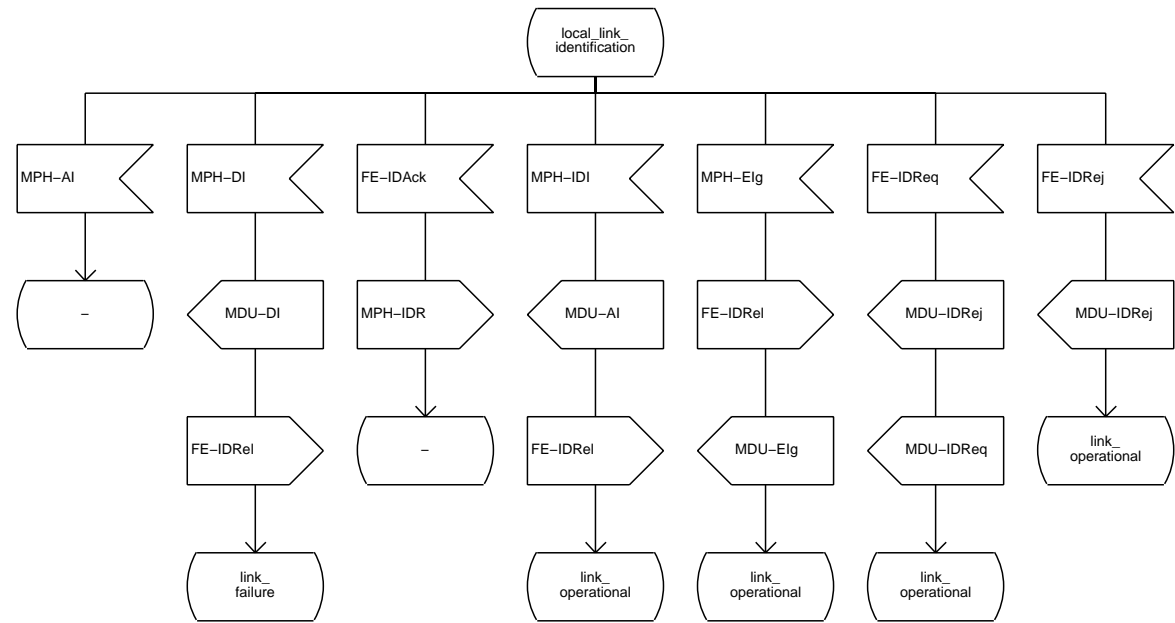 local_link_
identification
MPH−AI
MPH−DI
FE−IDAck
MPH−IDI
MPH−EIg
FE−IDReq
FE−IDRej
−
MDU−DI
MPH−IDR
MDU−AI
FE−IDRel
MDU−IDRej
MDU−IDRej
FE−IDRel
−
FE−IDRel
MDU−EIg
MDU−IDReq
link_
operational
link_
failure
link_
operational
link_
operational
link_
operational